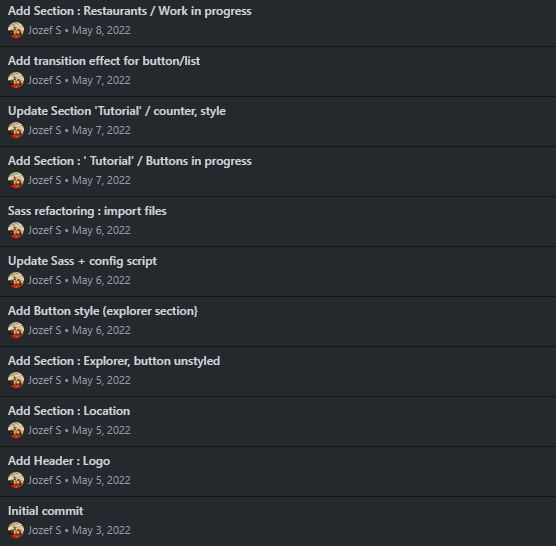 Add Section : Restaurants / Work in progress
Jozef S • May 8, 2022
Add transition effect for button/list
Jozef S • May 7, 2022
Update Section 'Tutorial' / counter, style
Jozef S • May 7, 2022
Add Section : ' Tutorial' / Buttons in progress
Jozef S • May 7, 2022
Sass refactoring : import files
Jozef S • May 6, 2022
Update Sass + config script
Jozef S • May 6, 2022
Add Button style (explorer section}
Jozef S • May 6, 2022
Add Section : Explorer, button unstyled
Jozef S • May 5, 2022
Add Section : Location
Jozef S • May 5, 2022
Add Header : Logo
Jozef S • May 5, 2022
Initial commit
Jozef S • May 3, 2022